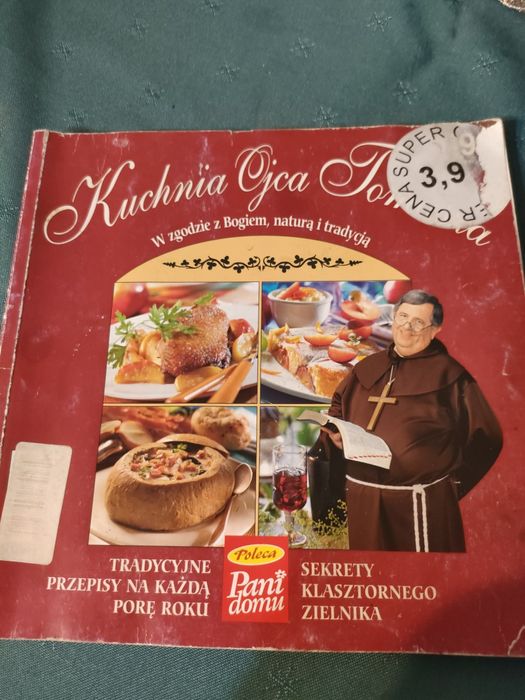 Kuchnia Ojca
W zgodzie z Bogiem, naturą i tradycją
SUPER
CENA
3,9
TRADYCYJNE
PRZEPISY NA KAŻDĄ
PORĘ ROKU
Poleca
Pani
domu
SEKRETY
KLASZTORNEGO
ZIELNIKA